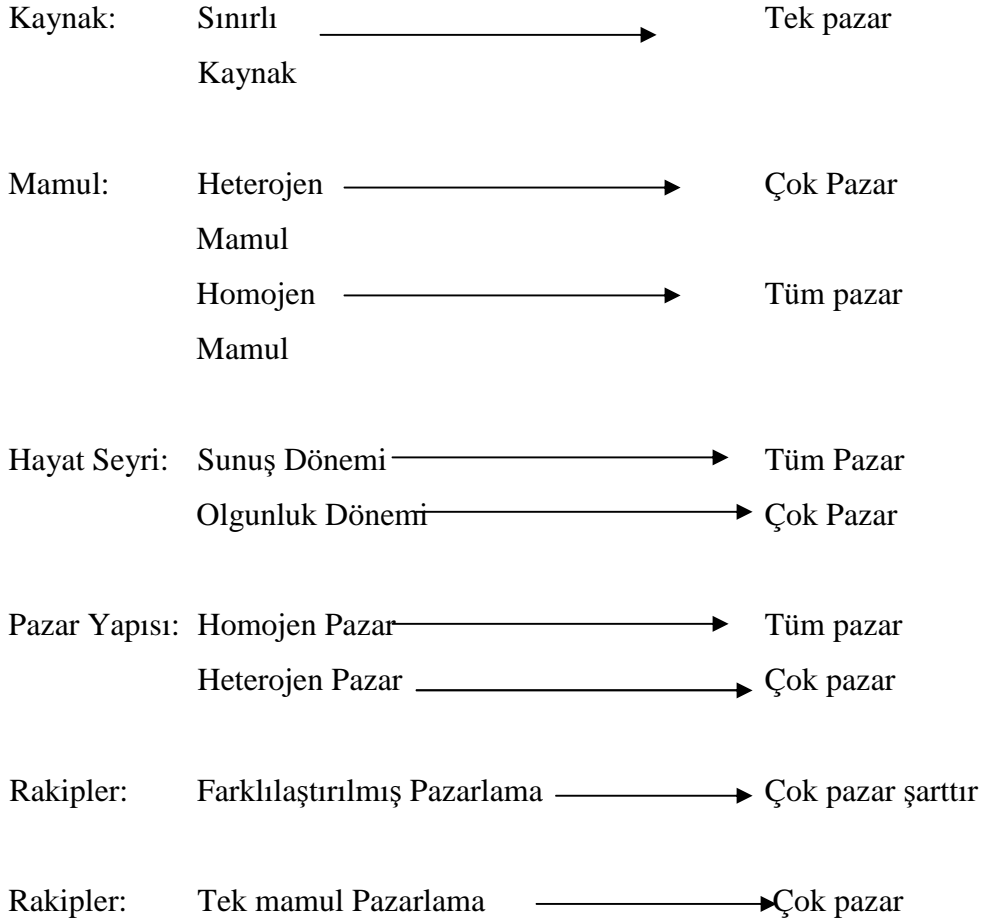 Kaynak: Sınırlı Tek pazar
Kaynak
Mamul: Heterojen Çok Pazar
Mamul
Homojen Tüm pazar
Mamul
Hayat Seyri: Sunuş Dönemi Tüm Pazar
Olgunluk Dönemi Çok Pazar
Pazar Yapısı: Homojen Pazar Tüm pazar
Heterojen Pazar Çok pazar
Rakipler: Farklılaştırılmış Pazarlama Çok pazar şarttır
Rakipler: Tek mamul Pazarlama Çok pazar